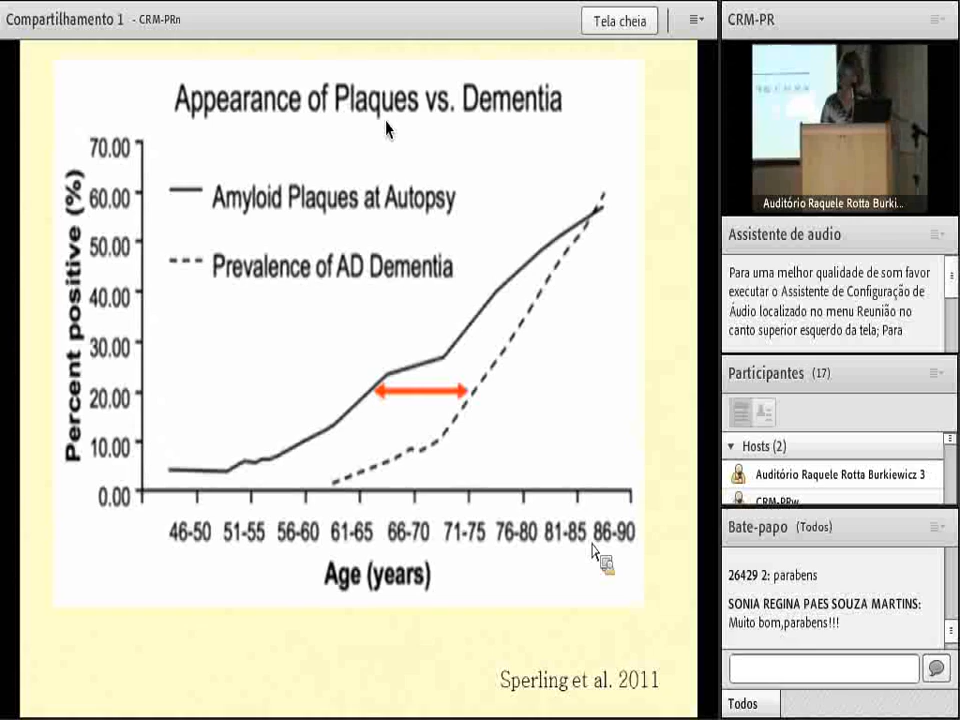 Compartilhamento 1 - CRM-PRn
Tela cheia
Appearance of Plaques vs. Dementia
Percent positive (%)
70.00
60.00
50.00
40.00
30.00
20.00
10.00
0.00
Amyloid Plaques at Autopsy
Prevalence of AD Dementia
46-50 51-55 56-60 61-65 66-70 71-75 76-80 81-85 86-90
Age (years)
Sperling et al. 2011
CRM-PR
Auditório Raquele Rotta Burki...
Assistente de audio
Para uma melhor qualidade de som favor
executar o Assistente de Configuração de
Áudio localizado no menu Reunião no
canto superior esquerdo da tela; Para
Participantes (17)
Hosts (2)
Auditório Raquele Rotta Burkiewicz 3
CRM-PRw
Bate-papo (Todos)
26429 2: parabens
SONIA REGINA PAES SOUZA MARTINS:
Muito bom,parabens!!!
Todos